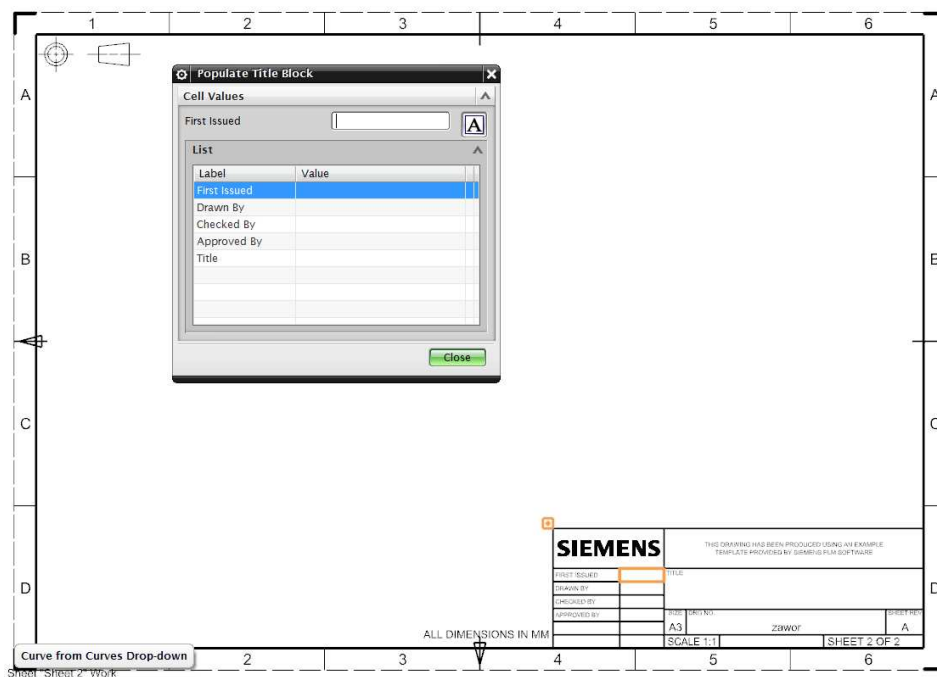 1 2 3 4 5 6
Populate Title Block
A A
Cell Values
First Issued A
List
Label Value
First Issued
Drawn By
Checked By
Approved By
Title
B B
Close
C C
SIEMENS
THIS DRAWING HAS BEEN PRODUCED USING AN EXAMPLE
TEMPLATE PROVIDED BY SIEMENS PLM SOFTWARE
FIRST ISSUED TITLE
DRAWN BY
D D
CHECKED BY
APPROVED BY SIZE DRG NO. SHEET REV
A3 zawor A
ALL DIMENSIONS IN MM
SCALE 1:1 SHEET 2 OF 2
Curve from Curves Drop-down
2 3 4 5 6
Sheet "Sheet 2" Work